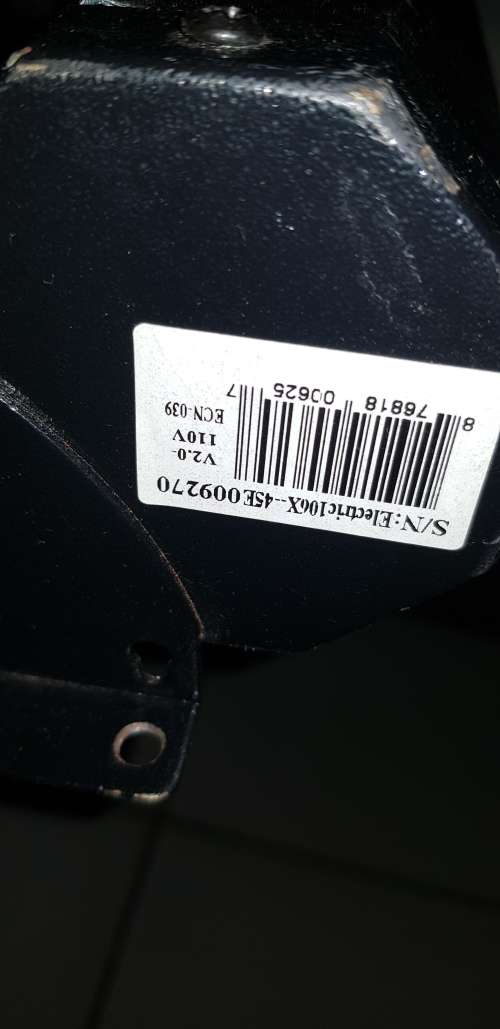 S/N:Electric106X--45E009270
V2.0-
110V
ECN-039
8 76818 00625 7